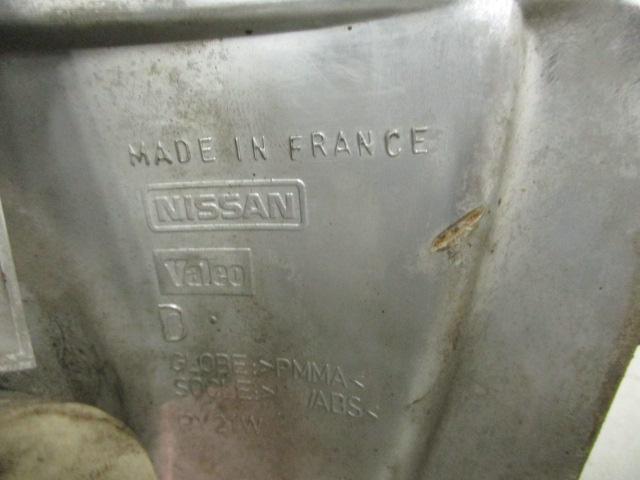 MADE IN FRANCE
NISSAN
Valeo
D
GLOBE:>PMMA<
SOCLE:> /ABS<
PY21W